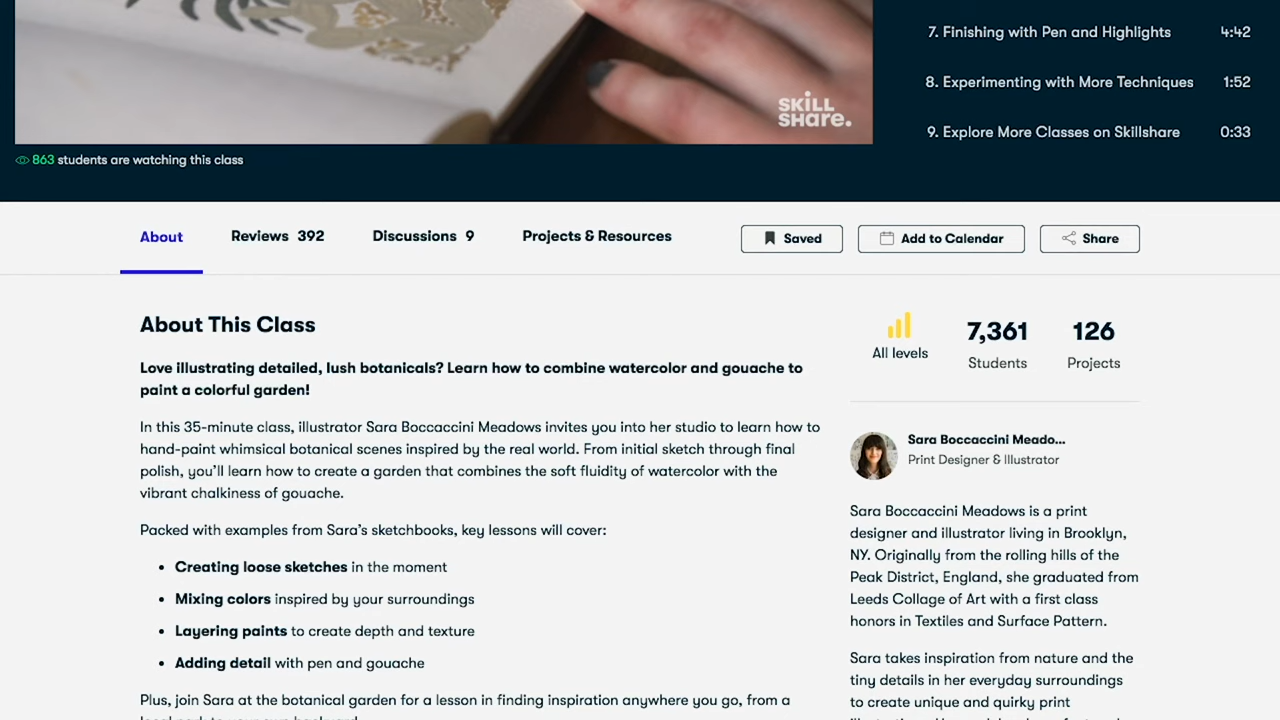 SKILL
SHARE.
863 students are watching this class
7. Finishing with Pen and Highlights 4:42
8. Experimenting with More Techniques 1:52
9. Explore More Classes on Skillshare 0:33
About Reviews 392 Discussions 9 Projects & Resources Saved Add to Calendar Share
About This Class
Love illustrating detailed, lush botanicals? Learn how to combine watercolor and gouache to
paint a colorful garden!
In this 35-minute class, illustrator Sara Boccaccini Meadows invites you into her studio to learn how to
hand-paint whimsical botanical scenes inspired by the real world. From initial sketch through final
polish, you'll learn how to create a garden that combines the soft fluidity of watercolor with the
vibrant chalkiness of gouache.
Packed with examples from Sara's sketchbooks, key lessons will cover:
• Creating loose sketches in the moment
• Mixing colors inspired by your surroundings
• Layering paints to create depth and texture
• Adding detail with pen and gouache
Plus, join Sara at the botanical garden for a lesson in finding inspiration anywhere you go, from a
All levels
7,361
Students
126
Projects
Sara Boccaccini Meado...
Print Designer & Illustrator
Sara Boccaccini Meadows is a print
designer and illustrator living in Brooklyn,
NY. Originally from the rolling hills of the
Peak District, England, she graduated from
Leeds Collage of Art with a first class
honors in Textiles and Surface Pattern.
Sara takes inspiration from nature and the
tiny details in her everyday surroundings
to create unique and quirky print